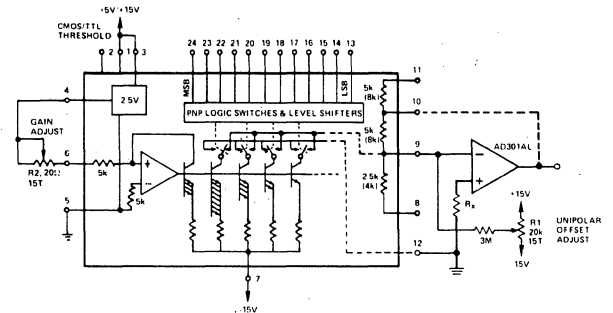 +5V/+15V
CMOS/TTL
THRESHOLD
2 1 3
24 23 22 21 20 19 18 17 16 15 14 13
MSB
LSB
PNP LOGIC SWITCHES & LEVEL SHIFTERS
4
2 5V
GAIN
ADJUST
6
R2, 20Ω
15T
5k
+
−
5k
5
7
-15V
5k
(8k)
11
10
5k
(8k)
9
2 5k
(4k)
8
12
AD301AL
−
+
Rx
+15V
R1
20k
15T
3M
15V
UNIPOLAR
OFFSET
ADJUST